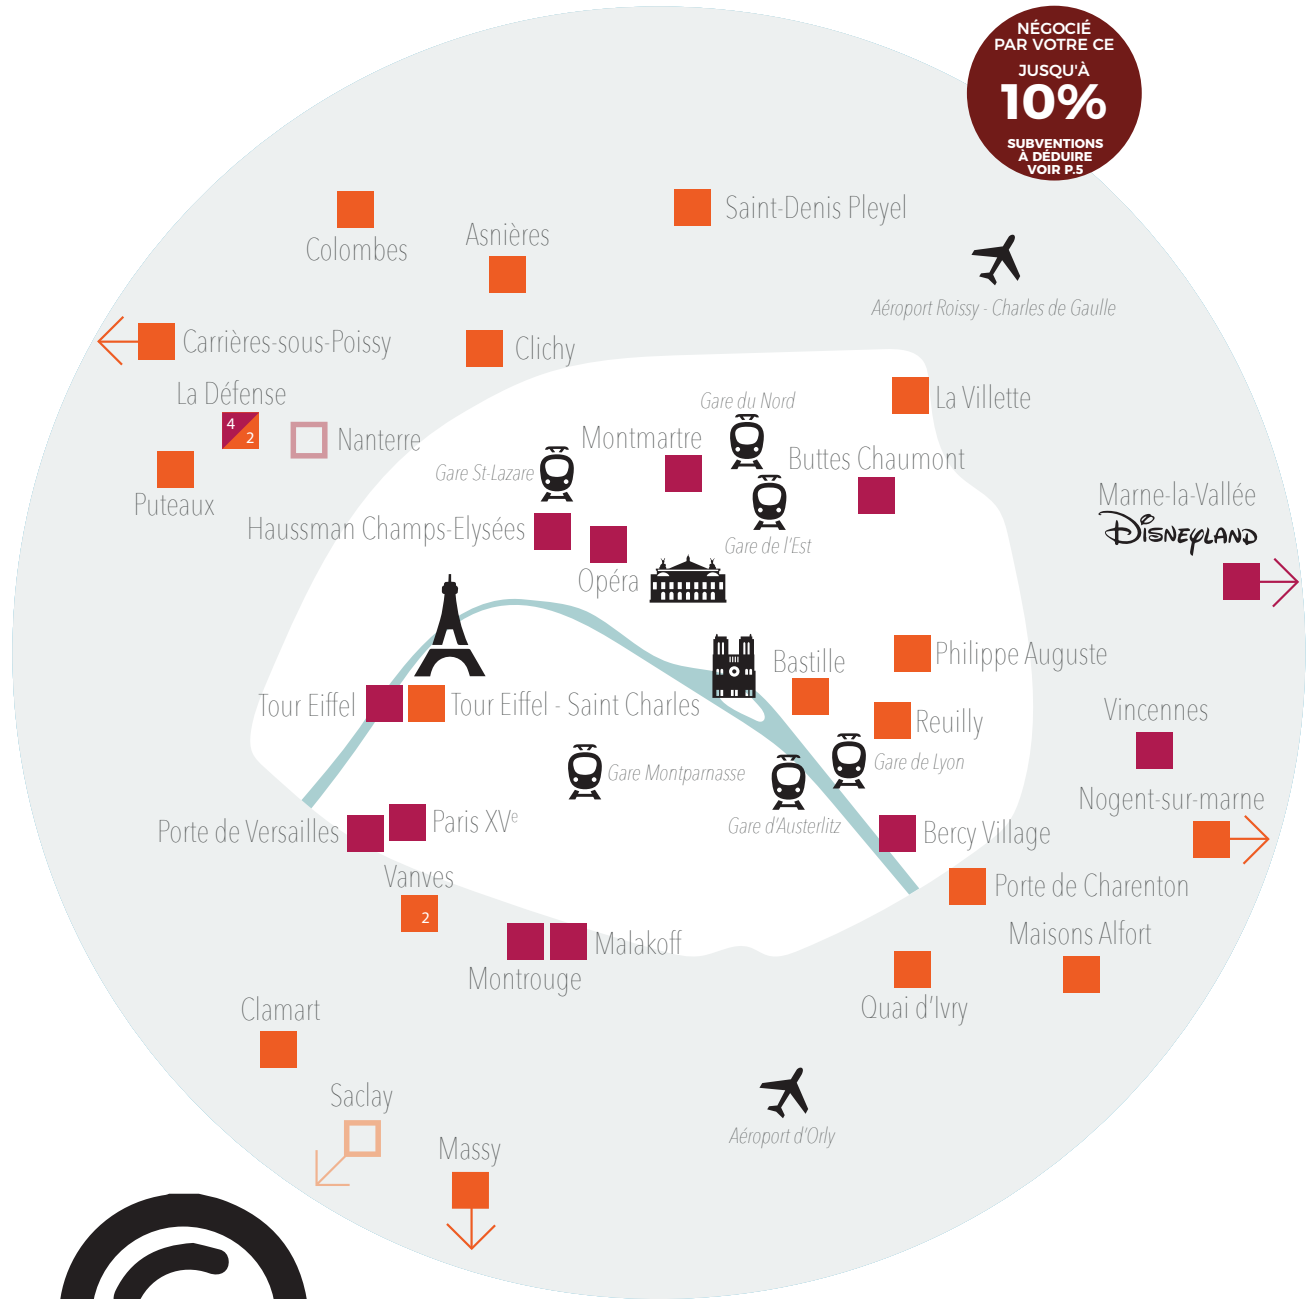 NÉGOCIÉ
PAR VOTRE CE
JUSQU'À
10%
SUBVENTIONS
À DÉDUIRE
VOIR P.5
Saint-Denis Pleyel
Colombes
Asnières
Aéroport Roissy - Charles de Gaulle
Carrières-sous-Poissy
Clichy
La Défense
4
2
Nanterre
Puteaux
Gare du Nord
La Villette
Montmartre
Gare St-Lazare
Buttes Chaumont
Haussman Champs-Elysées
Gare de l'Est
Opéra
Marne-la-Vallée
DISNEYLAND
Bastille
Philippe Auguste
Tour Eiffel
Tour Eiffel - Saint Charles
Reuilly
Vincennes
Gare Montparnasse
Gare de Lyon
Nogent-sur-marne
Porte de Versailles
Paris XVe
Gare d'Austerlitz
Bercy Village
Vanves
2
Porte de Charenton
Malakoff
Montrouge
Maisons Alfort
Quai d'Ivry
Clamart
Saclay
Aéroport d'Orly
Massy